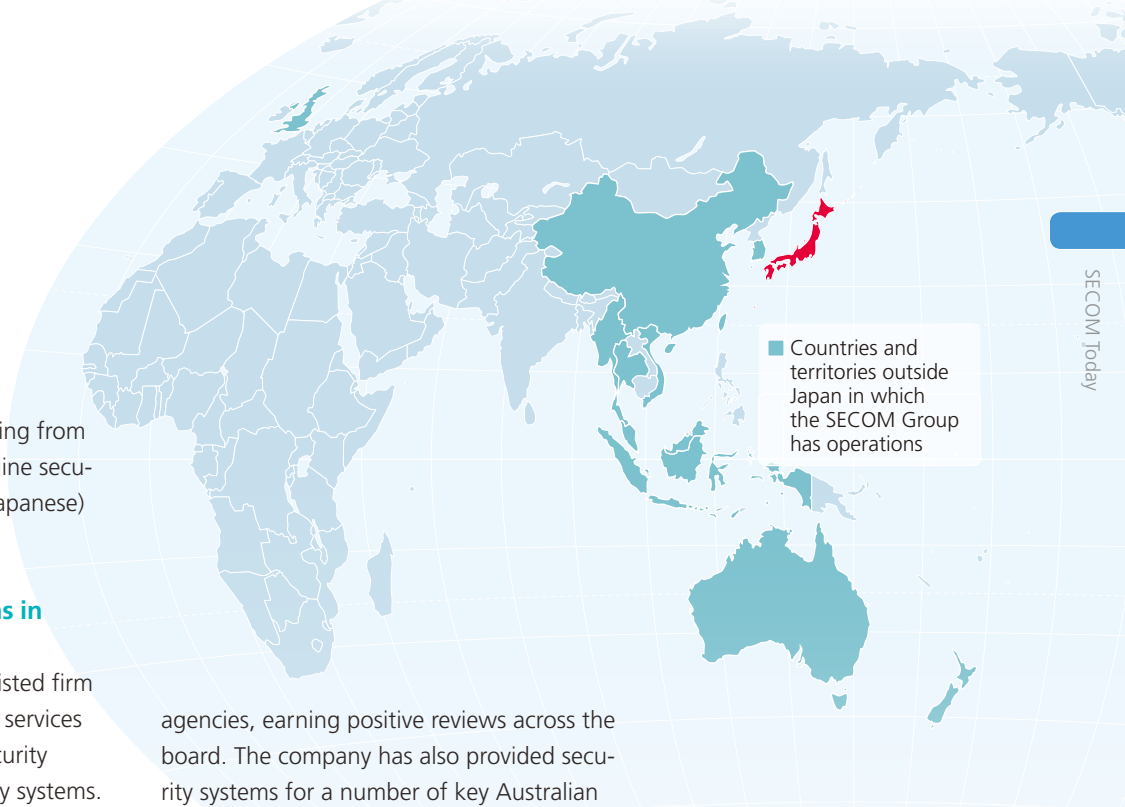 SECOM Today
Countries and
territories outside
Japan in which
the SECOM Group
has operations
ing from
ine secu-
apanese)
s in
isted firm
services
curity
y systems.
agencies, earning positive reviews across the
board. The company has also provided secu-
rity systems for a number of key Australian